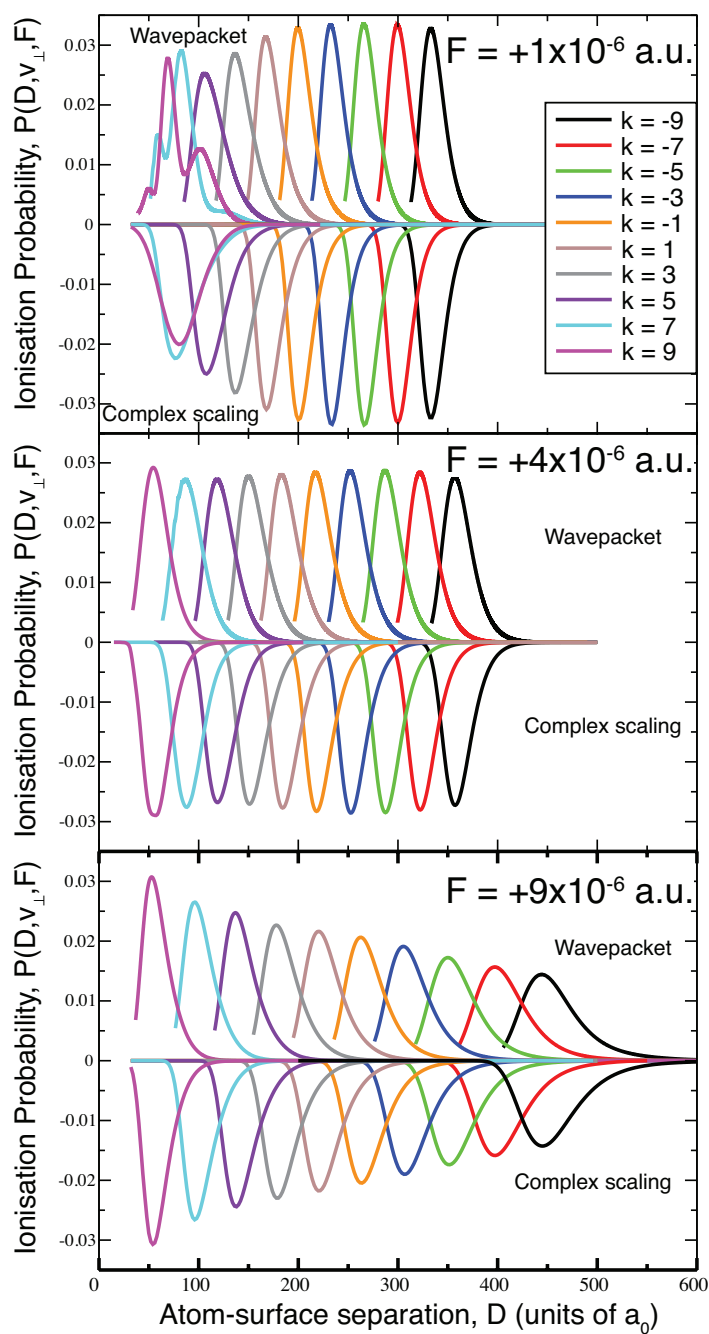 F = +1x10⁻⁶ a.u.
Wavepacket
Complex scaling
k = -9
k = -7
k = -5
k = -3
k = -1
k = 1
k = 3
k = 5
k = 7
k = 9
0.03
0.02
0.01
0
-0.01
-0.02
-0.03
Ionisation Probability, P(D,v⊥,F)
F = +4x10⁻⁶ a.u.
Wavepacket
Complex scaling
0.03
0.02
0.01
0
-0.01
-0.02
-0.03
Ionisation Probability, P(D,v⊥,F)
F = +9x10⁻⁶ a.u.
Wavepacket
Complex scaling
0.03
0.02
0.01
0
-0.01
-0.02
-0.03
Ionisation Probability, P(D,v⊥,F)
0 100 200 300 400 500 600
Atom-surface separation, D (units of a₀)